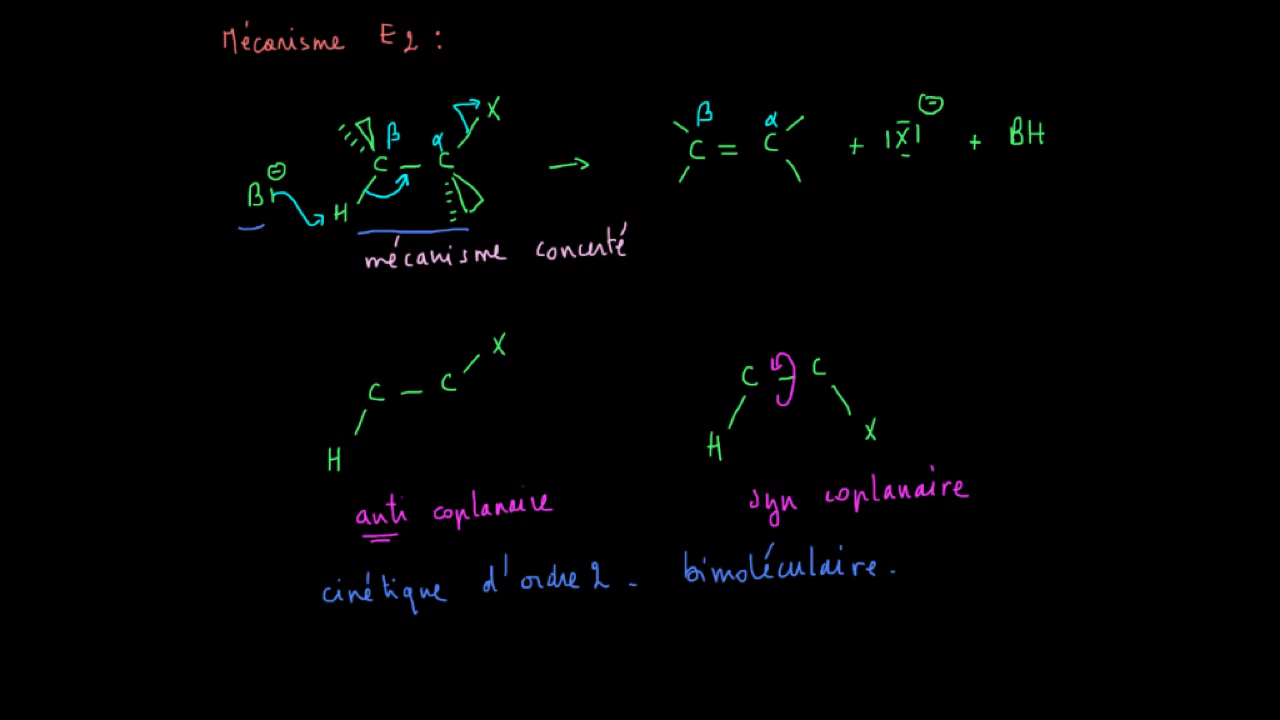 Mécanisme E2 :
β α X
C – C → C = C + |X|⊖ + BH
B⊖ H
β α
mécanisme concerté
C – C – X
H
C – C
H X
anti coplanaire
syn coplanaire
cinétique d'ordre 2 - bimoléculaire.